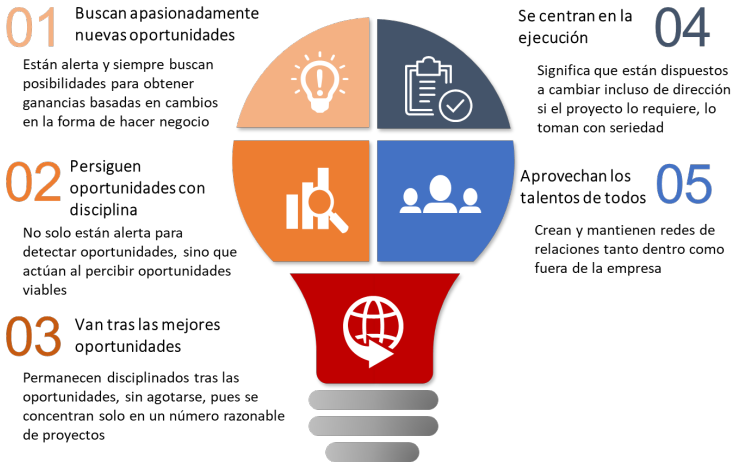 01
Buscan apasionadamente
nuevas oportunidades
Están alerta y siempre buscan
posibilidades para obtener
ganancias basadas en cambios
en la forma de hacer negocio
02
Persiguen
oportunidades con
disciplina
No solo están alerta para
detectar oportunidades, sino que
actúan al percibir oportunidades
viables
03
Van tras las mejores
oportunidades
Permanecen disciplinados tras las
oportunidades, sin agotarse, pues se
concentran solo en un número razonable
de proyectos
Se centran en la
ejecución
04
Significa que están dispuestos
a cambiar incluso de dirección
si el proyecto lo requiere, lo
toman con seriedad
Aprovechan los
talentos de todos
05
Crean y mantienen redes de
relaciones tanto dentro como
fuera de la empresa